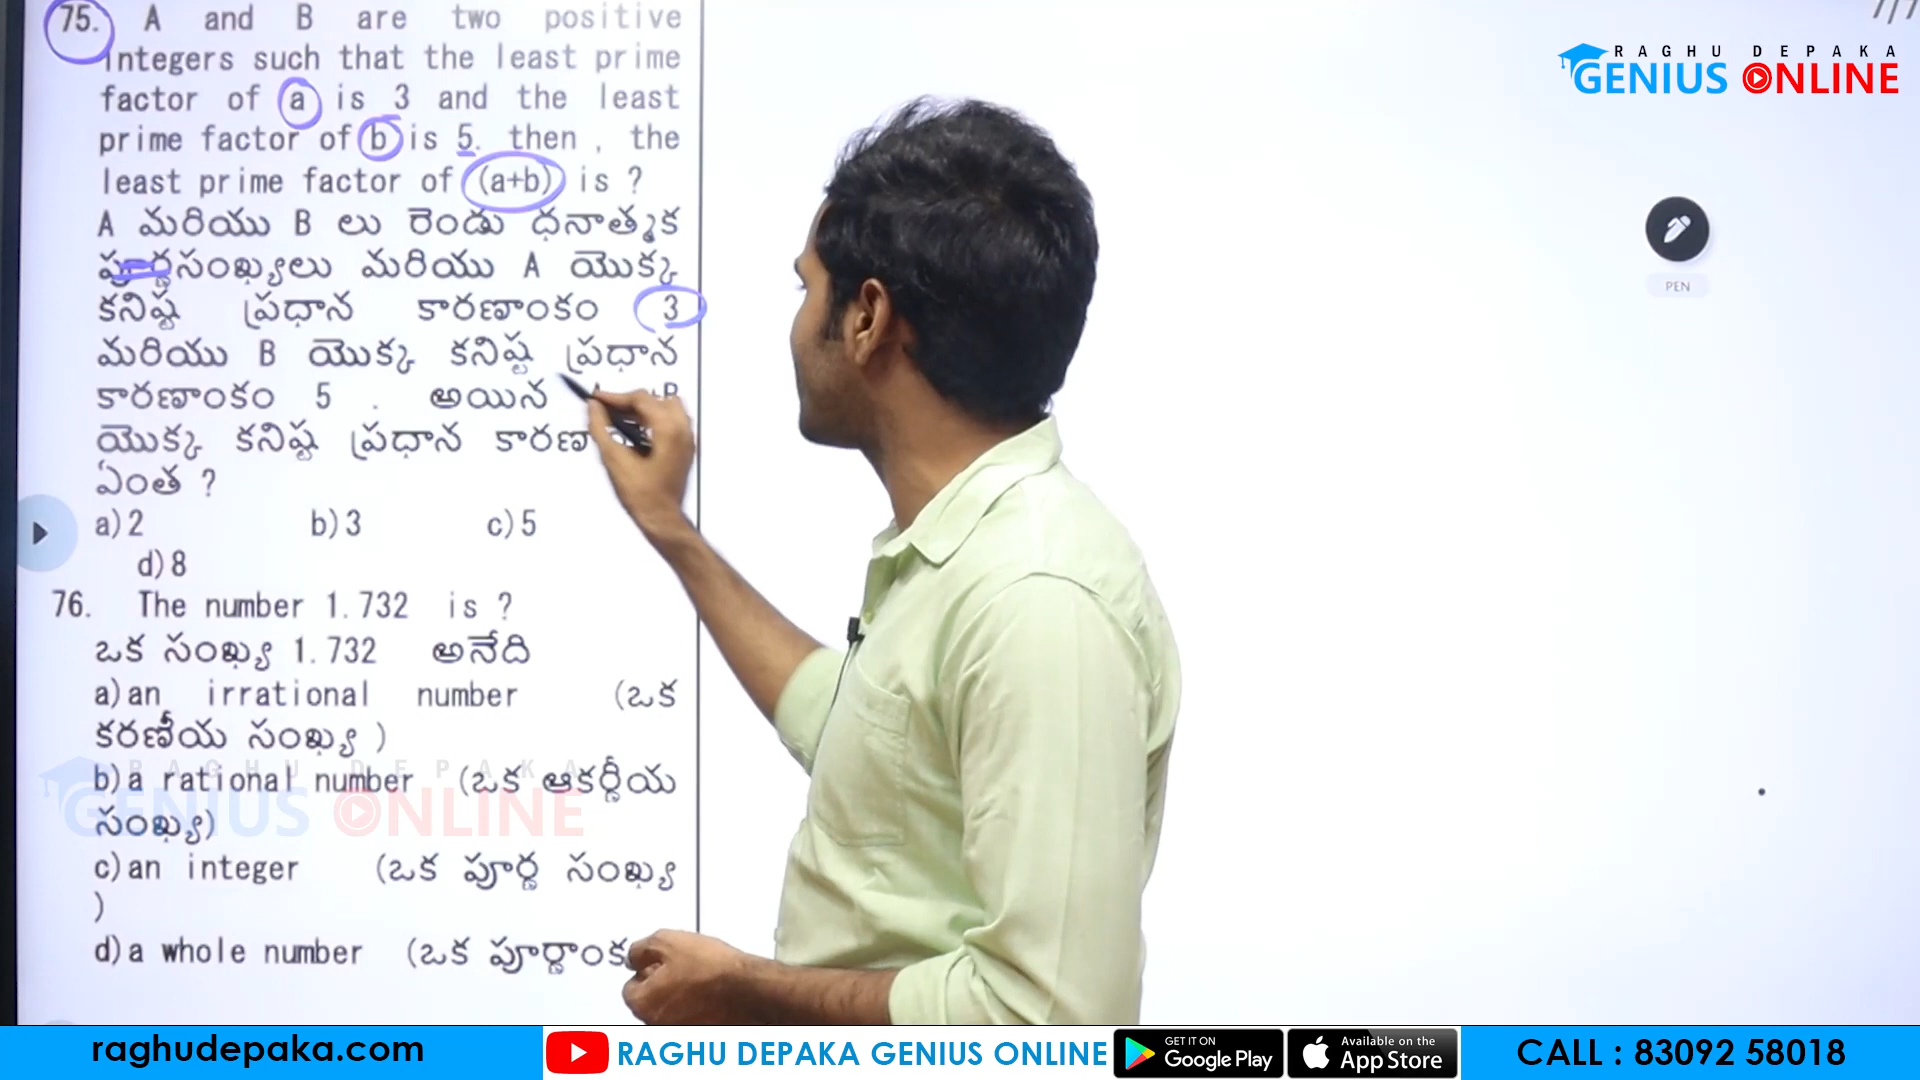 75. A and B are two positive
integers such that the least prime
factor of a is 3 and the least
prime factor of b is 5. then , the
least prime factor of (a+b) is ?
A మరియు B లు రెండు ధనాత్మక
పూర్ణసంఖ్యలు మరియు A యొక్క
కనిష్ట ప్రధాన కారణాంకం 3
మరియు B యొక్క కనిష్ట ప్రధాన
కారణాంకం 5 . అయిన
యొక్క కనిష్ట ప్రధాన
ఏంత ?
a)2 b)3 c)5
d)8
76. The number 1.732 is ?
ఒక సంఖ్య 1.732 అనేది
a)an irrational number (ఒక
కరణీయ సంఖ్య )
b)a rational number (ఒక ఆకర్ణీయ
సంఖ్య)
c)an integer (ఒక పూర్ణ సంఖ్య
)
d)a whole number (ఒక పూర్ణాంక
RAGHU DEPAKA
GENIUS ONLINE
PEN
RAGHU DEPAKA
GENIUS ONLINE
raghudepaka.com
RAGHU DEPAKA GENIUS ONLINE
GET IT ON
Google Play
Available on the
App Store
CALL : 83092 58018